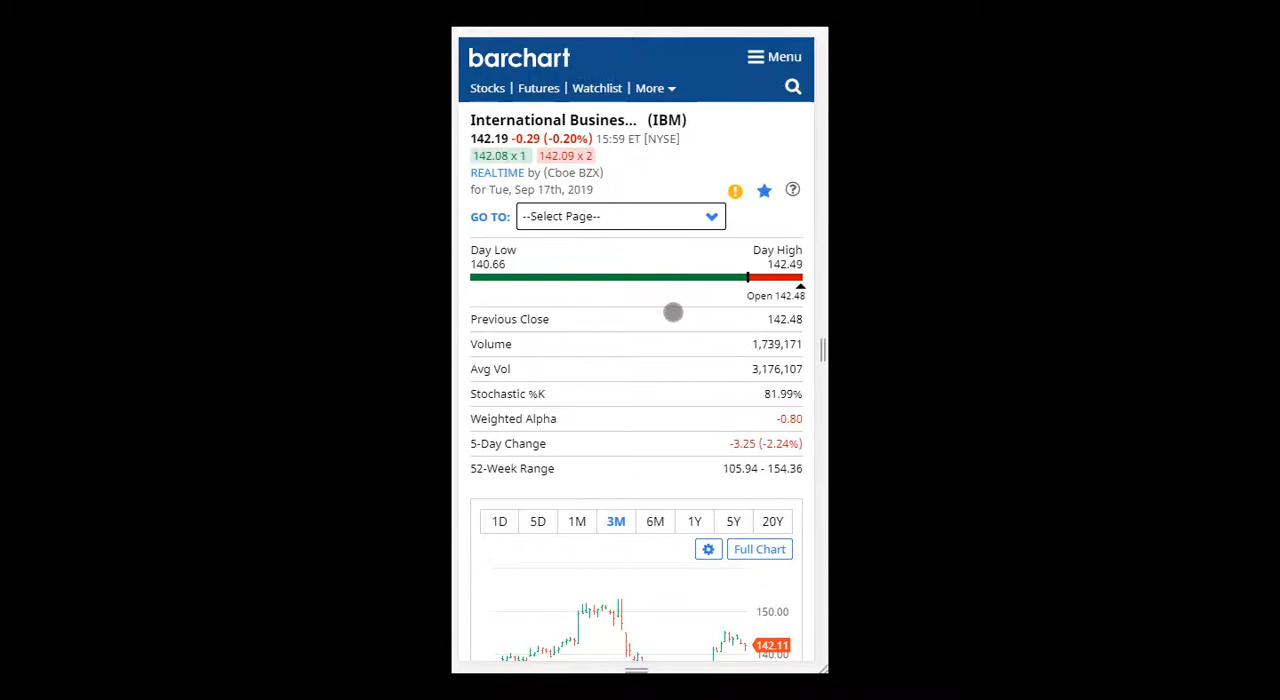 barchart
Menu
Stocks | Futures | Watchlist | More
International Busines... (IBM)
142.19 -0.29 (-0.20%) 15:59 ET [NYSE]
142.08 x 1 142.09 x 2
REALTIME by (Cboe BZX)
for Tue, Sep 17th, 2019
GO TO: --Select Page--
Day Low Day High
140.66 142.49
Open 142.48
Previous Close 142.48
Volume 1,739,171
Avg Vol 3,176,107
Stochastic %K 81.99%
Weighted Alpha -0.80
5-Day Change -3.25 (-2.24%)
52-Week Range 105.94 - 154.36
1D 5D 1M 3M 6M 1Y 5Y 20Y
Full Chart
150.00
142.11
140.00